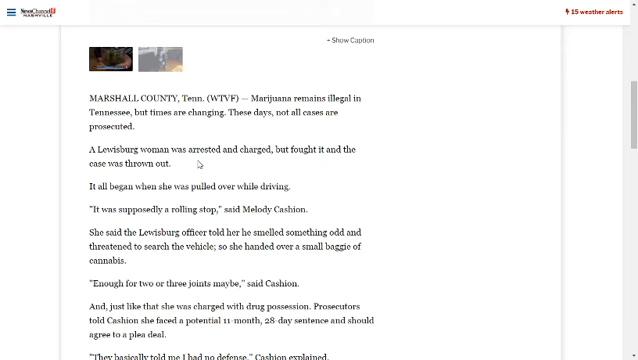 NewsChannel 5
NASHVILLE
15 weather alerts
+ Show Caption
MARSHALL COUNTY, Tenn. (WTVF) — Marijuana remains illegal in
Tennessee, but times are changing. These days, not all cases are
prosecuted.
A Lewisburg woman was arrested and charged, but fought it and the
case was thrown out.
It all began when she was pulled over while driving.
"It was supposedly a rolling stop," said Melody Cashion.
She said the Lewisburg officer told her he smelled something odd and
threatened to search the vehicle; so she handed over a small baggie of
cannabis.
"Enough for two or three joints maybe," said Cashion.
And, just like that she was charged with drug possession. Prosecutors
told Cashion she faced a potential 11-month, 28-day sentence and should
agree to a plea deal.
"They basically told me I had no defense," Cashion explained.